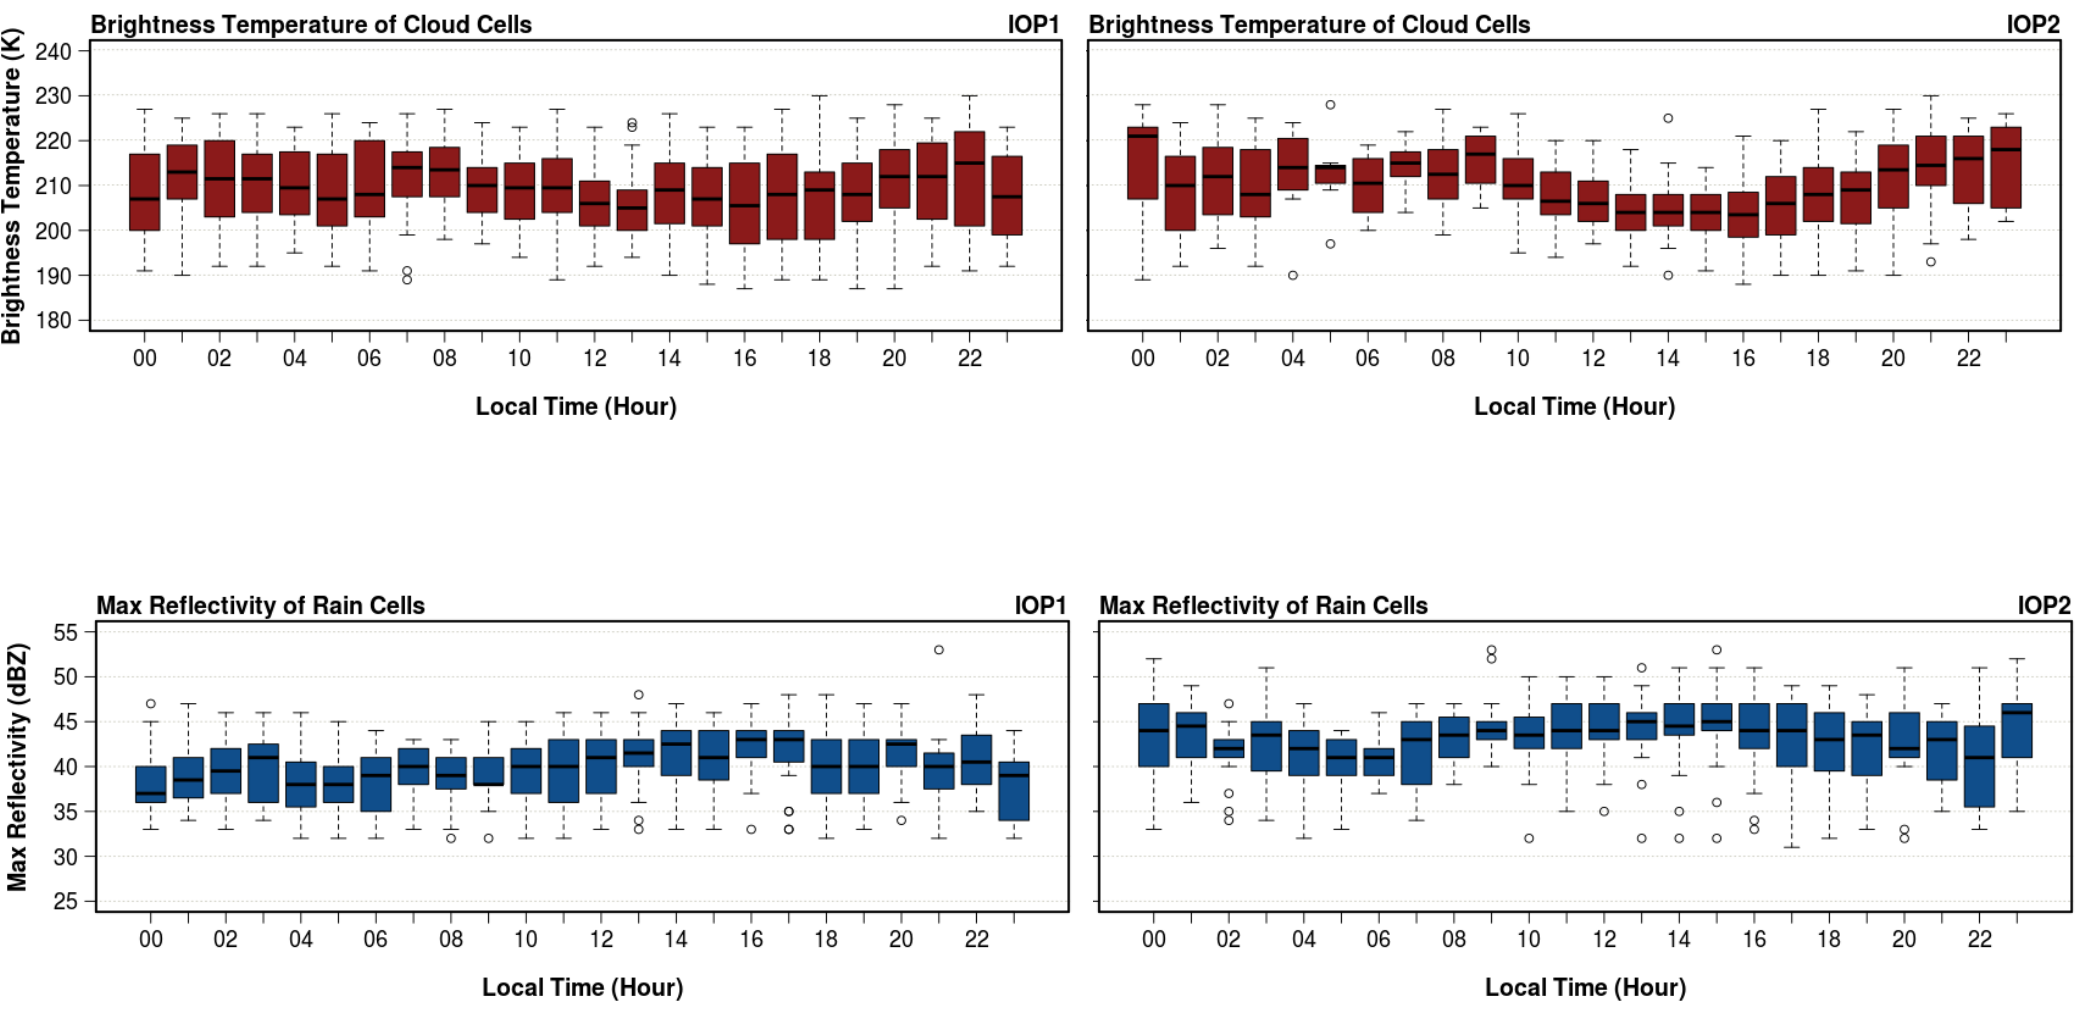 Brightness Temperature of Cloud Cells IOP1
Brightness Temperature (K)
240
230
220
210
200
190
180
00 02 04 06 08 10 12 14 16 18 20 22
Local Time (Hour)
Brightness Temperature of Cloud Cells IOP2
00 02 04 06 08 10 12 14 16 18 20 22
Local Time (Hour)
Max Reflectivity of Rain Cells IOP1
Max Reflectivity (dBZ)
55
50
45
40
35
30
25
00 02 04 06 08 10 12 14 16 18 20 22
Local Time (Hour)
Max Reflectivity of Rain Cells IOP2
00 02 04 06 08 10 12 14 16 18 20 22
Local Time (Hour)